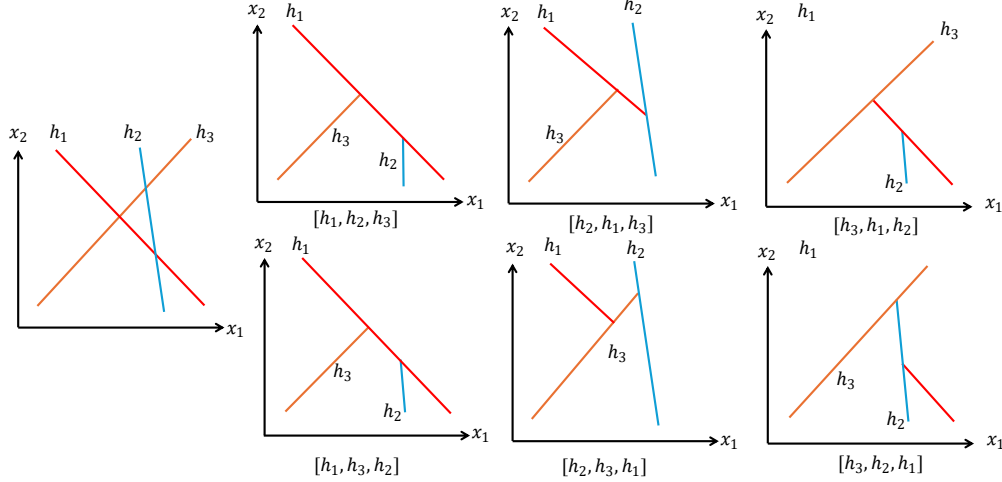 x₂
h₁
h₂
h₃
x₁
x₂
h₁
h₃
h₂
x₁
[h₁, h₂, h₃]
x₂
h₁
h₂
h₃
x₁
[h₂, h₁, h₃]
x₂
h₁
h₃
h₂
x₁
[h₃, h₁, h₂]
x₂
h₁
h₃
h₂
x₁
[h₁, h₃, h₂]
x₂
h₁
h₂
h₃
x₁
[h₂, h₃, h₁]
x₂
h₁
h₃
h₂
x₁
[h₃, h₂, h₁]